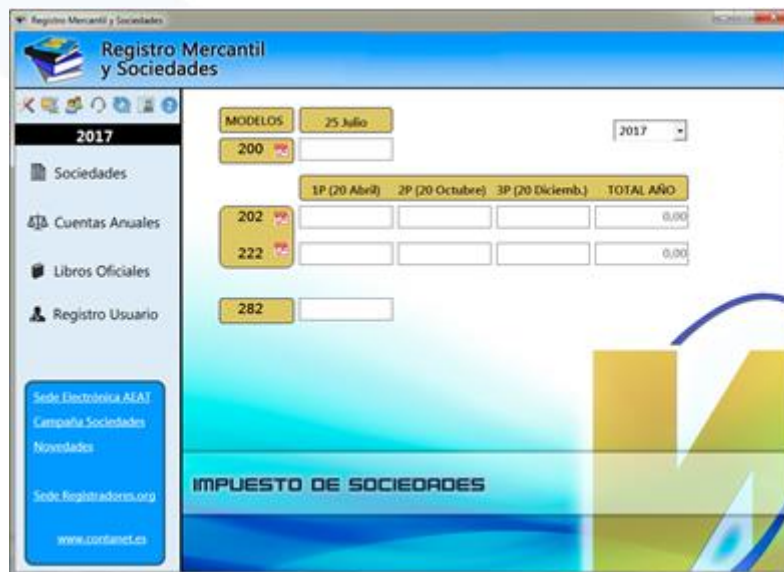 Registro Mercantil y Sociedades
Registro Mercantil
y Sociedades
2017
Sociedades
Cuentas Anuales
Libros Oficiales
Registro Usuario
Sede Electrónica AEAT
Campaña Sociedades
Novedades
Sede Registradores.org
www.contanet.es
MODELOS 25 Julio
2017
200
1P (20 Abril) 2P (20 Octubre) 3P (20 Diciemb.) TOTAL AÑO
202 0,00
222 0,00
282
IMPUESTO DE SOCIEDADES